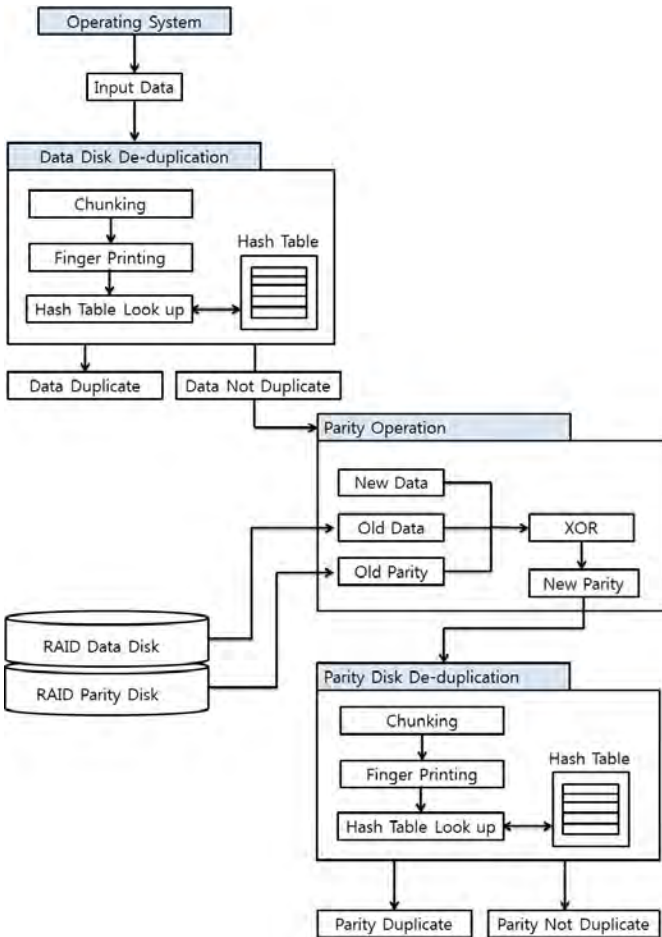 Operating System
Input Data
Data Disk De-duplication
Chunking
Finger Printing
Hash Table Look up
Hash Table
Data Duplicate
Data Not Duplicate
Parity Operation
New Data
Old Data
Old Parity
XOR
New Parity
RAID Data Disk
RAID Parity Disk
Parity Disk De-duplication
Chunking
Finger Printing
Hash Table Look up
Hash Table
Parity Duplicate
Parity Not Duplicate